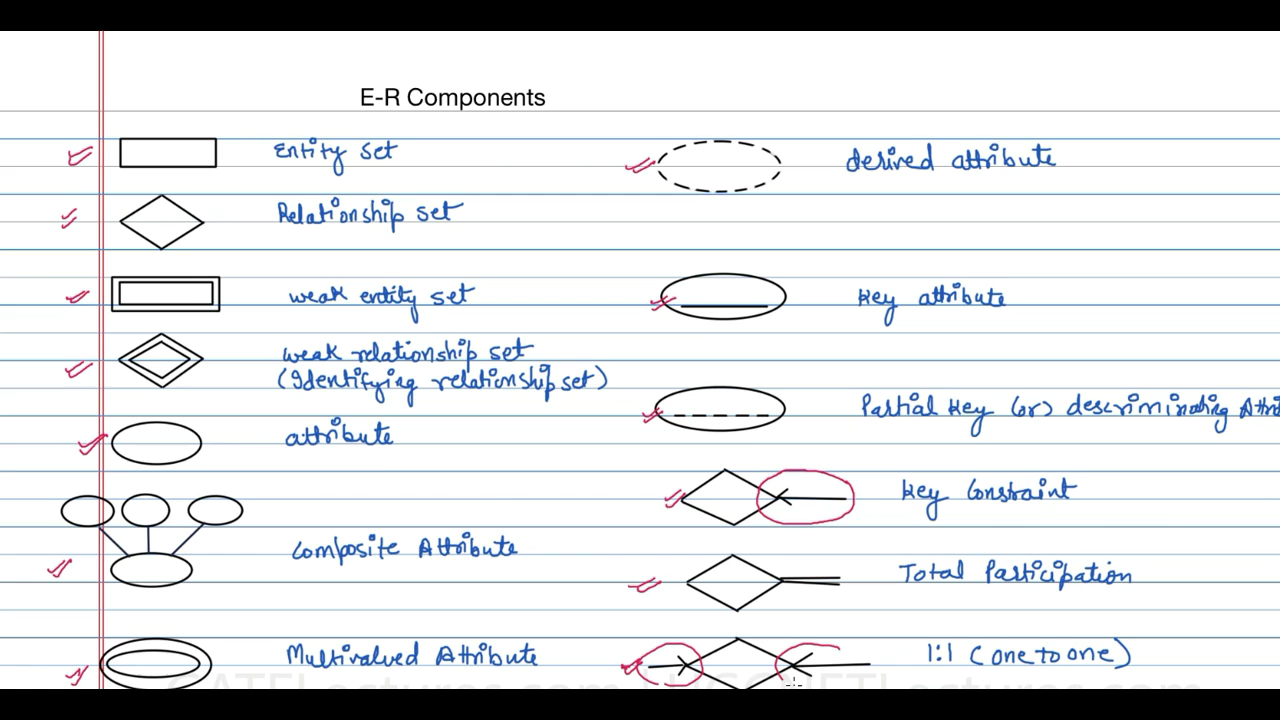 E-R Components
Entity set
Relationship set
weak entity set
weak relationship set
(Identifying relationship set)
attribute
Composite Attribute
Multivalued Attribute
derived attribute
key attribute
Partial key (or) descriminating Attri
key Constraint
Total Participation
1:1 (one to one)